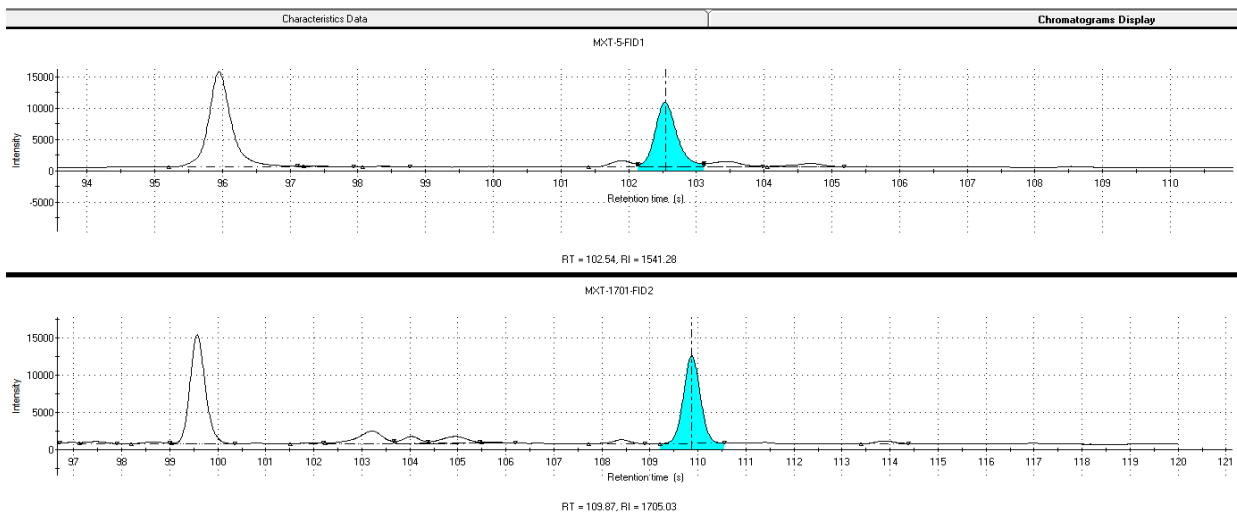 Characteristics Data Chromatograms Display
MXT-5-FID1
15000
10000
5000
0
-5000
Intensity
94 95 96 97 98 99 100 101 102 103 104 105 106 107 108 109 110
Retention time (s)
RT = 102.54, RI = 1541.28
MXT-1701-FID2
15000
10000
5000
0
Intensity
97 98 99 100 101 102 103 104 105 106 107 108 109 110 111 112 113 114 115 116 117 118 119 120 121
Retention time (s)
RT = 109.87, RI = 1705.03